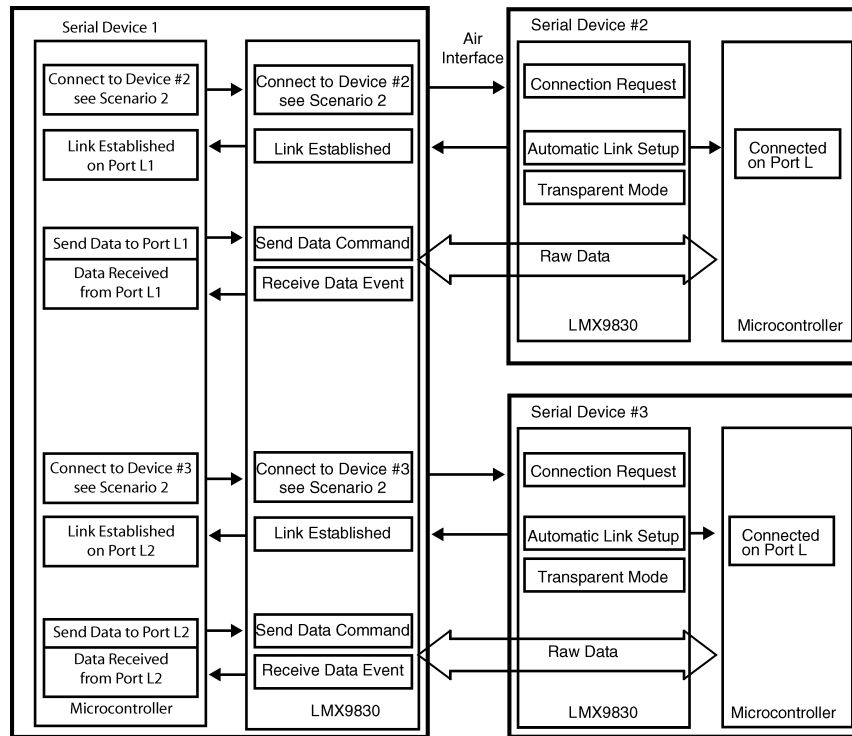 Serial Device 1
Connect to Device #2
see Scenario 2
Link Established
on Port L1
Send Data to Port L1
Data Received
from Port L1
Connect to Device #3
see Scenario 2
Link Established
on Port L2
Send Data to Port L2
Data Received
from Port L2
Microcontroller
Connect to Device #2
see Scenario 2
Link Established
Send Data Command
Receive Data Event
Connect to Device #3
see Scenario 2
Link Established
Send Data Command
Receive Data Event
LMX9830
Air
Interface
Serial Device #2
Connection Request
Automatic Link Setup
Transparent Mode
Raw Data
LMX9830
Connected
on Port L
Microcontroller
Serial Device #3
Connection Request
Automatic Link Setup
Transparent Mode
Raw Data
LMX9830
Connected
on Port L
Microcontroller